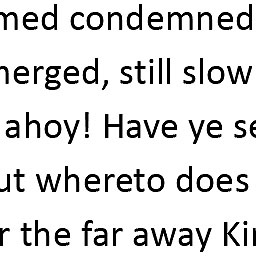 med condemned
merged, still slow
ahoy! Have ye se
ut whereto does
r the far away Kin